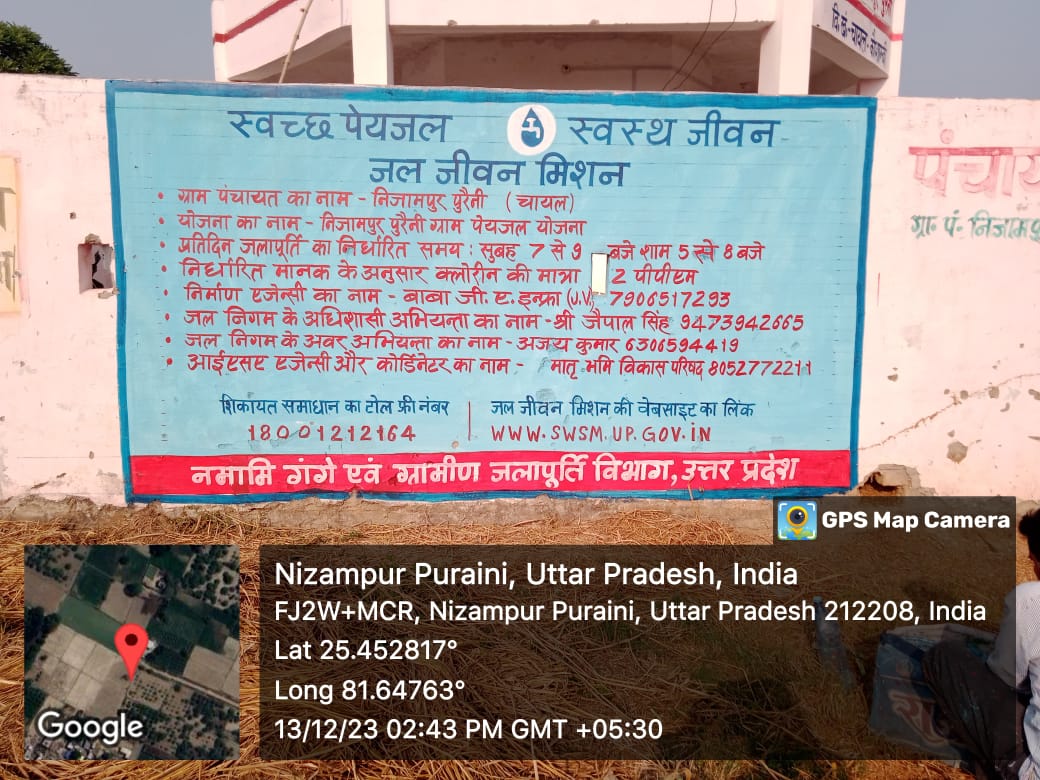 वि.खं.-चायल-कौशाम्बी
स्वच्छ पेयजल स्वस्थ जीवन
जल जीवन मिशन
• ग्राम पंचायत का नाम - निजामपुर पुरैनी (चायल)
• योजना का नाम - निजामपुर पुरैनी ग्राम पेयजल योजना
• प्रतिदिन जलापूर्ति का निर्धारित समय : सुबह 7 से 9 बजे शाम 5 से 8 बजे
• निर्धारित मानक के अनुसार क्लोरीन की मात्रा 2 पीपीएम
• निर्माण एजेन्सी का नाम - बाबा जी. ए. इन्फ्रा (J.V.) 7906517293
• जल निगम के अधिशासी अभियन्ता का नाम - श्री जैपाल सिंह 9473942665
• जल निगम के अवर अभियन्ता का नाम - अजय कुमार 6306594419
• आईएसए एजेन्सी और कोर्डिनेटर का नाम - मातृ भमि विकास परिषद 8052772211
शिकायत समाधान का टोल फ्री नंबर
18001212164
जल जीवन मिशन की वेबसाइट का लिंक
WWW.SWSM.UP.GOV.IN
नमामि गंगे एवं ग्रामीण जलापूर्ति विभाग, उत्तर प्रदेश
पंचाय
ग्रा. पं. निजामपु
GPS Map Camera
Nizampur Puraini, Uttar Pradesh, India
FJ2W+MCR, Nizampur Puraini, Uttar Pradesh 212208, India
Lat 25.452817°
Long 81.64763°
13/12/23 02:43 PM GMT +05:30
Google